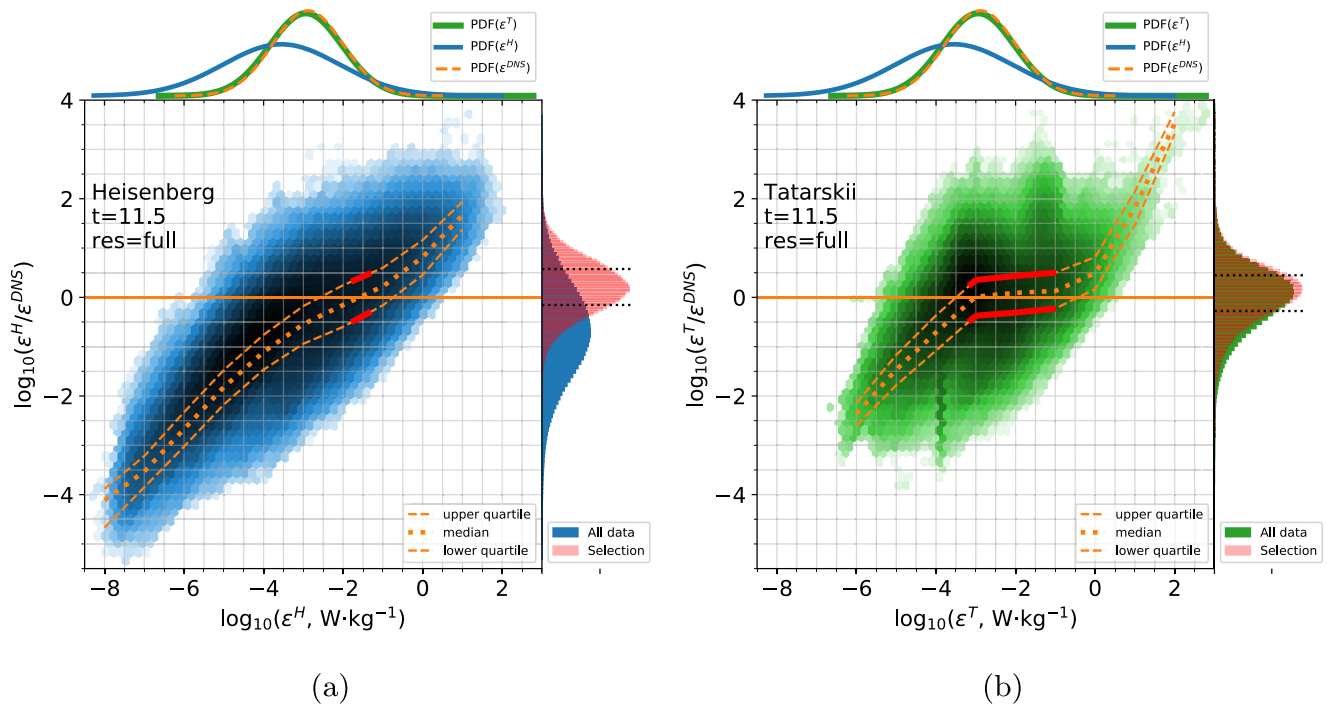 PDF(ε^T)
PDF(ε^H)
PDF(ε^DNS)
PDF(ε^T)
PDF(ε^H)
PDF(ε^DNS)
4
2
0
−2
−4
log₁₀(ε^H/ε^DNS)
Heisenberg
t=11.5
res=full
upper quartile
median
lower quartile
All data
Selection
−8 −6 −4 −2 0 2
log₁₀(ε^H, W·kg⁻¹)
4
2
0
−2
−4
log₁₀(ε^T/ε^DNS)
Tatarskii
t=11.5
res=full
upper quartile
median
lower quartile
All data
Selection
−8 −6 −4 −2 0 2
log₁₀(ε^T, W·kg⁻¹)
(a)
(b)